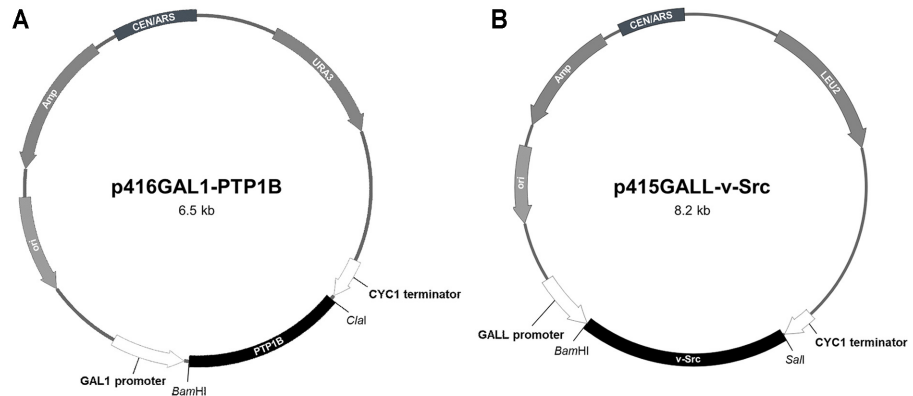 A
CEN/ARS
URA3
Amp
ori
p416GAL1-PTP1B
6.5 kb
CYC1 terminator
ClaI
PTP1B
GAL1 promoter
BamHI
B
CEN/ARS
LEU2
Amp
ori
p415GALL-v-Src
8.2 kb
GALL promoter
BamHI
v-Src
SalI
CYC1 terminator